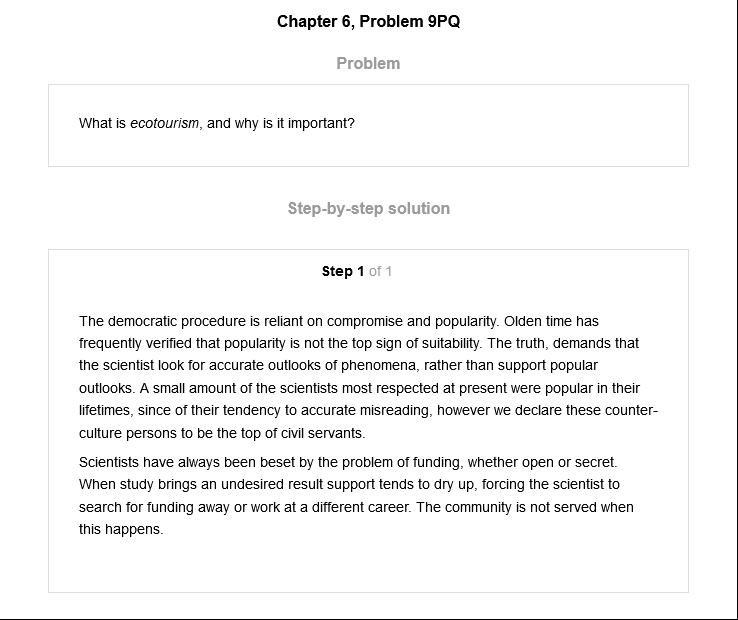 Chapter 6, Problem 9PQ
Problem
What is ecotourism, and why is it important?
Step-by-step solution
Step 1 of 1
The democratic procedure is reliant on compromise and popularity. Olden time has
frequently verified that popularity is not the top sign of suitability. The truth, demands that
the scientist look for accurate outlooks of phenomena, rather than support popular
outlooks. A small amount of the scientists most respected at present were popular in their
lifetimes, since of their tendency to accurate misreading, however we declare these counter-
culture persons to be the top of civil servants.
Scientists have always been beset by the problem of funding, whether open or secret.
When study brings an undesired result support tends to dry up, forcing the scientist to
search for funding away or work at a different career. The community is not served when
this happens.